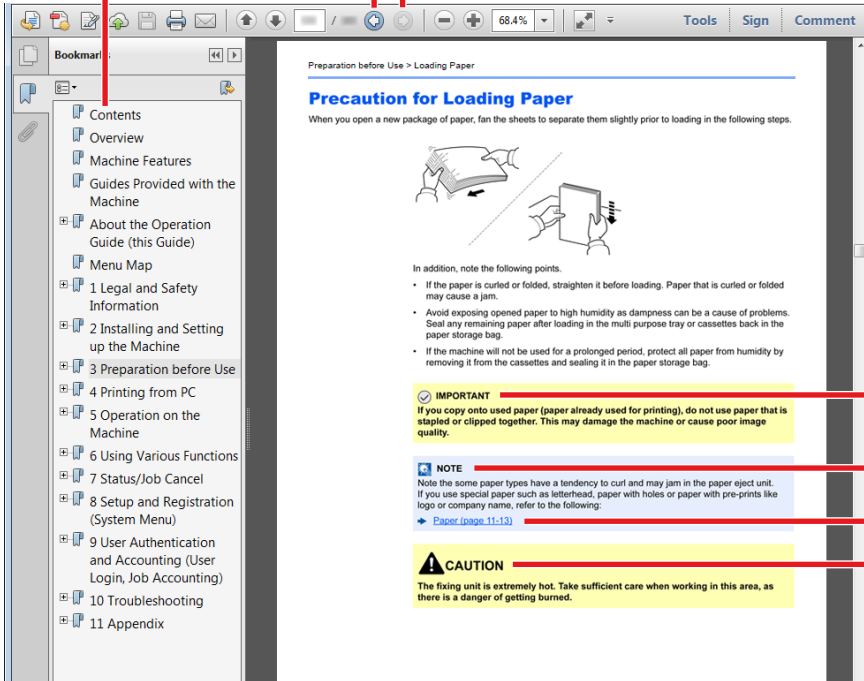 /
68.4%
Tools
Sign
Comment
Bookmar
Contents
Overview
Machine Features
Guides Provided with the
Machine
About the Operation
Guide (this Guide)
Menu Map
1 Legal and Safety
Information
2 Installing and Setting
up the Machine
3 Preparation before Use
4 Printing from PC
5 Operation on the
Machine
6 Using Various Functions
7 Status/Job Cancel
8 Setup and Registration
(System Menu)
9 User Authentication
and Accounting (User
Login, Job Accounting)
10 Troubleshooting
11 Appendix
Preparation before Use > Loading Paper
Precaution for Loading Paper
When you open a new package of paper, fan the sheets to separate them slightly prior to loading in the following steps.
In addition, note the following points.
• If the paper is curled or folded, straighten it before loading. Paper that is curled or folded
may cause a jam.
• Avoid exposing opened paper to high humidity as dampness can be a cause of problems.
Seal any remaining paper after loading in the multi purpose tray or cassettes back in the
paper storage bag.
• If the machine will not be used for a prolonged period, protect all paper from humidity by
removing it from the cassettes and sealing it in the paper storage bag.
IMPORTANT
If you copy onto used paper (paper already used for printing), do not use paper that is
stapled or clipped together. This may damage the machine or cause poor image
quality.
NOTE
Note the some paper types have a tendency to curl and may jam in the paper eject unit.
If you use special paper such as letterhead, paper with holes or paper with pre-prints like
logo or company name, refer to the following:
Paper (page 11-13)
CAUTION
The fixing unit is extremely hot. Take sufficient care when working in this area, as
there is a danger of getting burned.